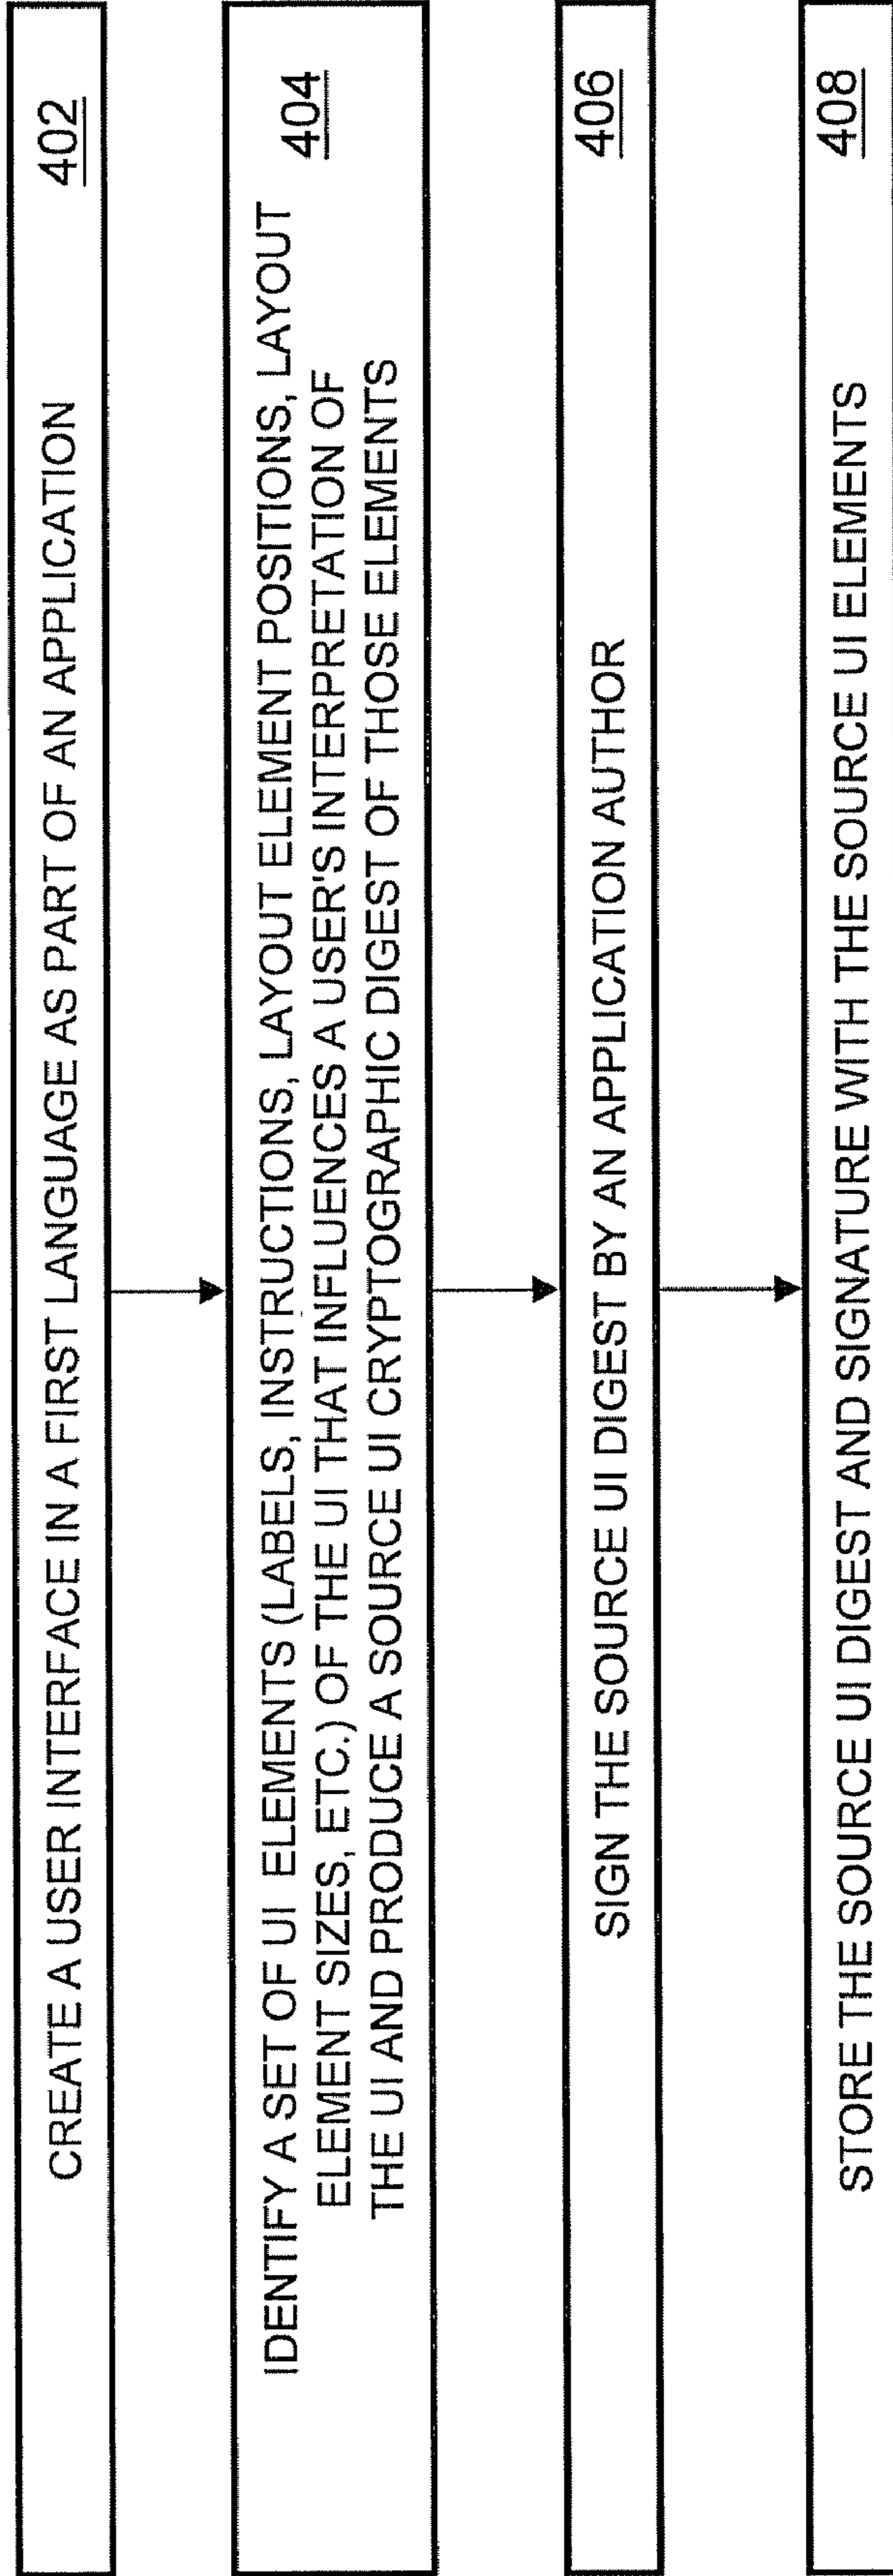 CREATE A USER INTERFACE IN A FIRST LANGUAGE AS PART OF AN APPLICATION 402
IDENTIFY A SET OF UI ELEMENTS (LABELS, INSTRUCTIONS, LAYOUT ELEMENT POSITIONS, LAYOUT 404
ELEMENT SIZES, ETC.) OF THE UI THAT INFLUENCES A USER'S INTERPRETATION OF
THE UI AND PRODUCE A SOURCE UI CRYPTOGRAPHIC DIGEST OF THOSE ELEMENTS
SIGN THE SOURCE UI DIGEST BY AN APPLICATION AUTHOR 406
STORE THE SOURCE UI DIGEST AND SIGNATURE WITH THE SOURCE UI ELEMENTS 408